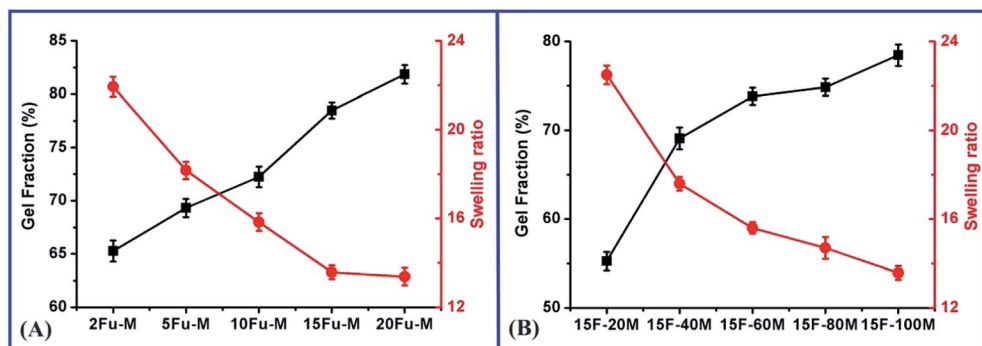 85
80
75
70
65
60
Gel Fraction (%)
24
20
16
12
Swelling ratio
2Fu-M 5Fu-M 10Fu-M 15Fu-M 20Fu-M
(A)
80
70
60
50
Gel Fraction (%)
24
20
16
12
Swelling ratio
15F-20M 15F-40M 15F-60M 15F-80M 15F-100M
(B)